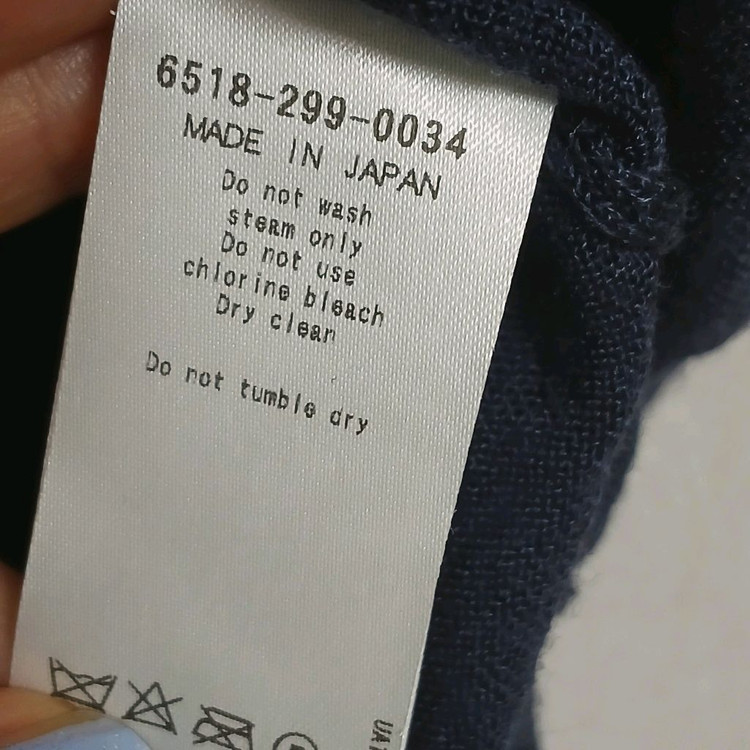 6518-299-0034
MADE IN JAPAN
Do not wash
steam only
Do not use
chlorine bleach
Dry clean
Do not tumble dry
UA